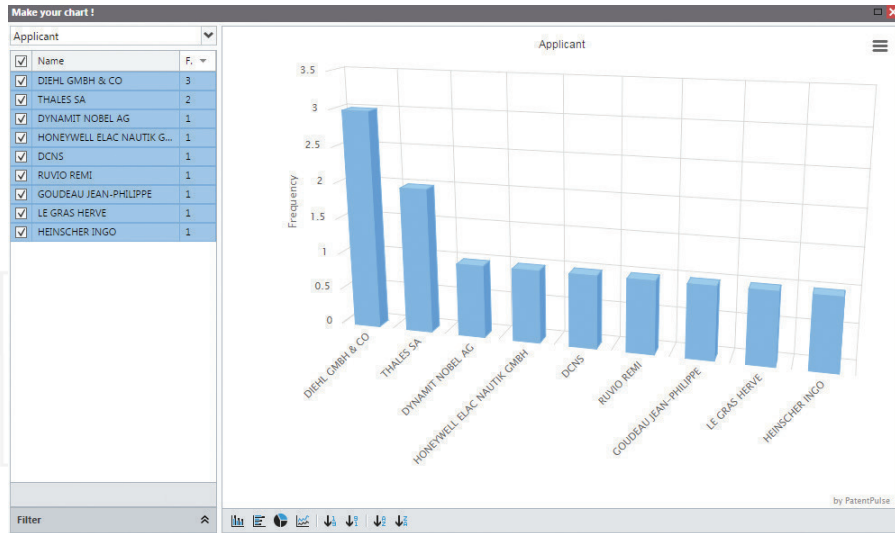 Make your chart !
Applicant
Name F.
DIEHL GMBH & CO 3
THALES SA 2
DYNAMIT NOBEL AG 1
HONEYWELL ELAC NAUTIK G... 1
DCNS 1
RUVIO REMI 1
GOUDEAU JEAN-PHILIPPE 1
LE GRAS HERVE 1
HEINSCHER INGO 1
Filter
Applicant
Frequency
3.5
3
2.5
2
1.5
1
0.5
0
DIEHL GMBH & CO
THALES SA
DYNAMIT NOBEL AG
HONEYWELL ELAC NAUTIK GMBH
DCNS
RUVIO REMI
GOUDEAU JEAN-PHILIPPE
LE GRAS HERVE
HEINSCHER INGO
by PatentPulse